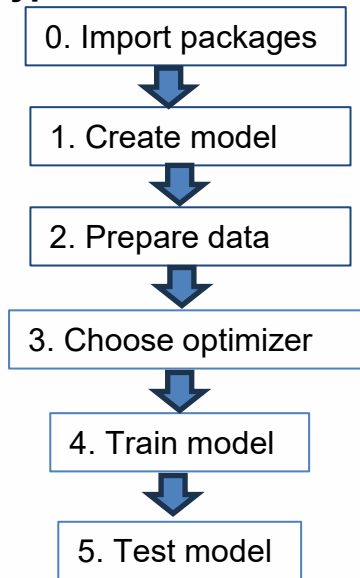 0. Import packages
1. Create model
2. Prepare data
3. Choose optimizer
4. Train model
5. Test model